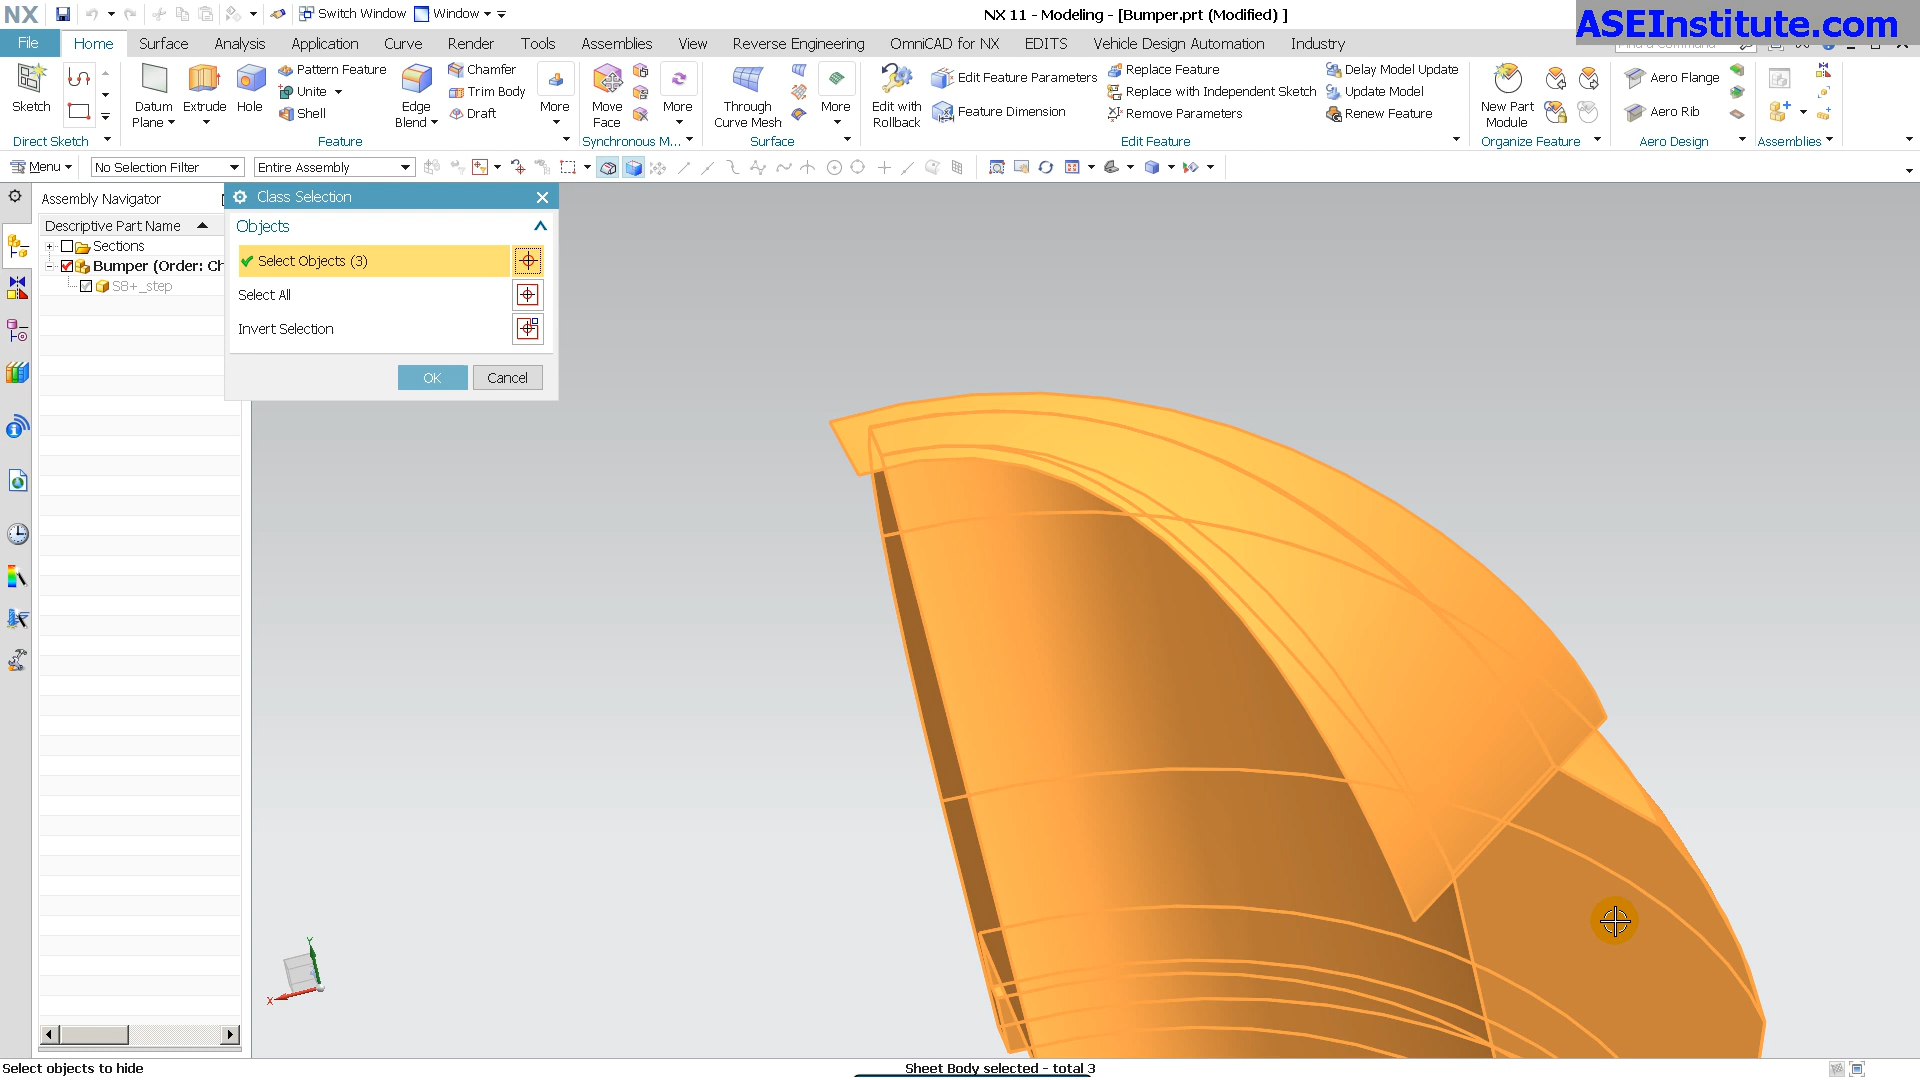 NX
Switch Window
Window
NX 11 - Modeling - [Bumper.prt (Modified) ]
ASEInstitute.com
File
Home
Surface
Analysis
Application
Curve
Render
Tools
Assemblies
View
Reverse Engineering
OmniCAD for NX
EDITS
Vehicle Design Automation
Industry
Sketch
Direct Sketch
Datum Plane
Extrude
Hole
Pattern Feature
Unite
Shell
Edge Blend
Chamfer
Trim Body
Draft
More
Feature
Move Face
More
Synchronous M...
Through Curve Mesh
More
Surface
Edit with Rollback
Edit Feature Parameters
Feature Dimension
Replace Feature
Replace with Independent Sketch
Remove Parameters
Delay Model Update
Update Model
Renew Feature
Edit Feature
New Part Module
Organize Feature
Aero Flange
Aero Rib
Aero Design
Assemblies
Menu
No Selection Filter
Entire Assembly
Assembly Navigator
Descriptive Part Name
Sections
Bumper (Order: Ch
S8+_step
Class Selection
Objects
Select Objects (3)
Select All
Invert Selection
OK
Cancel
Y
X
Select objects to hide
Sheet Body selected - total 3